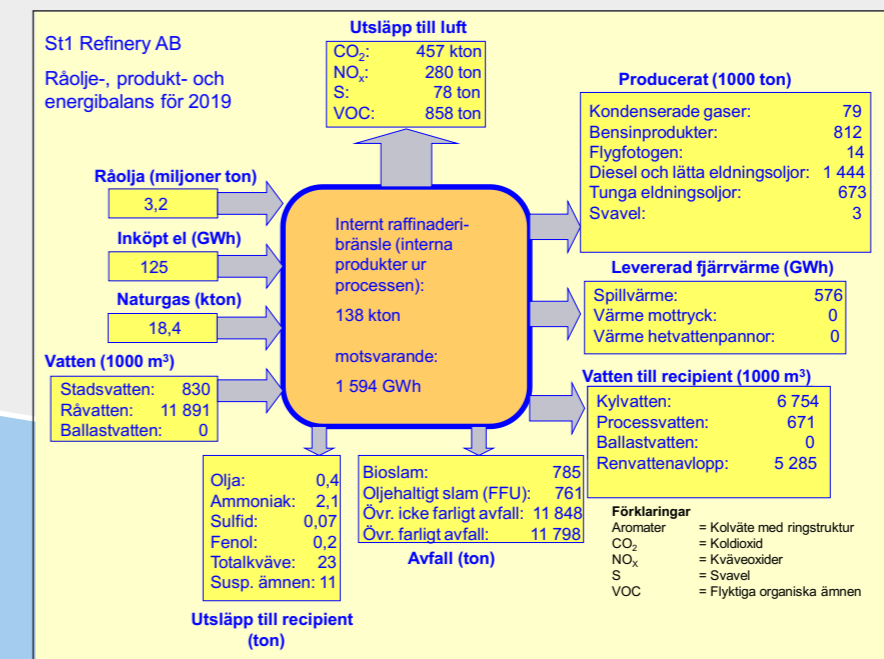 St1 Refinery AB
Råolje-, produkt- och
energibalans för 2019
Utsläpp till luft
CO₂: 457 kton
NOₓ: 280 ton
S: 78 ton
VOC: 858 ton
Råolja (miljoner ton)
3,2
Inköpt el (GWh)
125
Naturgas (kton)
18,4
Vatten (1000 m³)
Stadsvatten: 830
Råvatten: 11 891
Ballastvatten: 0
Internt raffinaderi-
bränsle (interna
produkter ur
processen):
138 kton
motsvarande:
1 594 GWh
Producerat (1000 ton)
Kondenserade gaser: 79
Bensinprodukter: 812
Flygfotogen: 14
Diesel och lätta eldningsoljor: 1 444
Tunga eldningsoljor: 673
Svavel: 3
Levererad fjärrvärme (GWh)
Spillvärme: 576
Värme mottryck: 0
Värme hetvattenpannor: 0
Vatten till recipient (1000 m³)
Kylvatten: 6 754
Processvatten: 671
Ballastvatten: 0
Renvattenavlopp: 5 285
Olja: 0,4
Ammoniak: 2,1
Sulfid: 0,07
Fenol: 0,2
Totalkväve: 23
Susp. ämnen: 11
Utsläpp till recipient
(ton)
Bioslam: 785
Oljehaltigt slam (FFU): 761
Övr. icke farligt avfall: 11 848
Övr. farligt avfall: 11 798
Avfall (ton)
Förklaringar
Aromater = Kolväte med ringstruktur
CO₂ = Koldioxid
NOₓ = Kväveoxider
S = Svavel
VOC = Flyktiga organiska ämnen